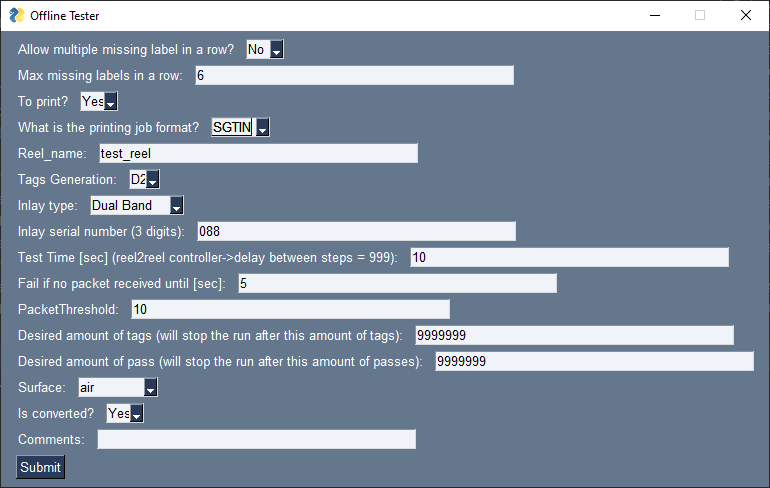 Offline Tester
Allow multiple missing label in a row? No
Max missing labels in a row: 6
To print? Yes
What is the printing job format? SGTIN
Reel_name: test_reel
Tags Generation: D2
Inlay type: Dual Band
Inlay serial number (3 digits): 088
Test Time [sec] (reel2reel controller->delay between steps = 999): 10
Fail if no packet received until [sec]: 5
PacketThreshold: 10
Desired amount of tags (will stop the run after this amount of tags): 9999999
Desired amount of pass (will stop the run after this amount of passes): 9999999
Surface: air
Is converted? Yes
Comments:
Submit